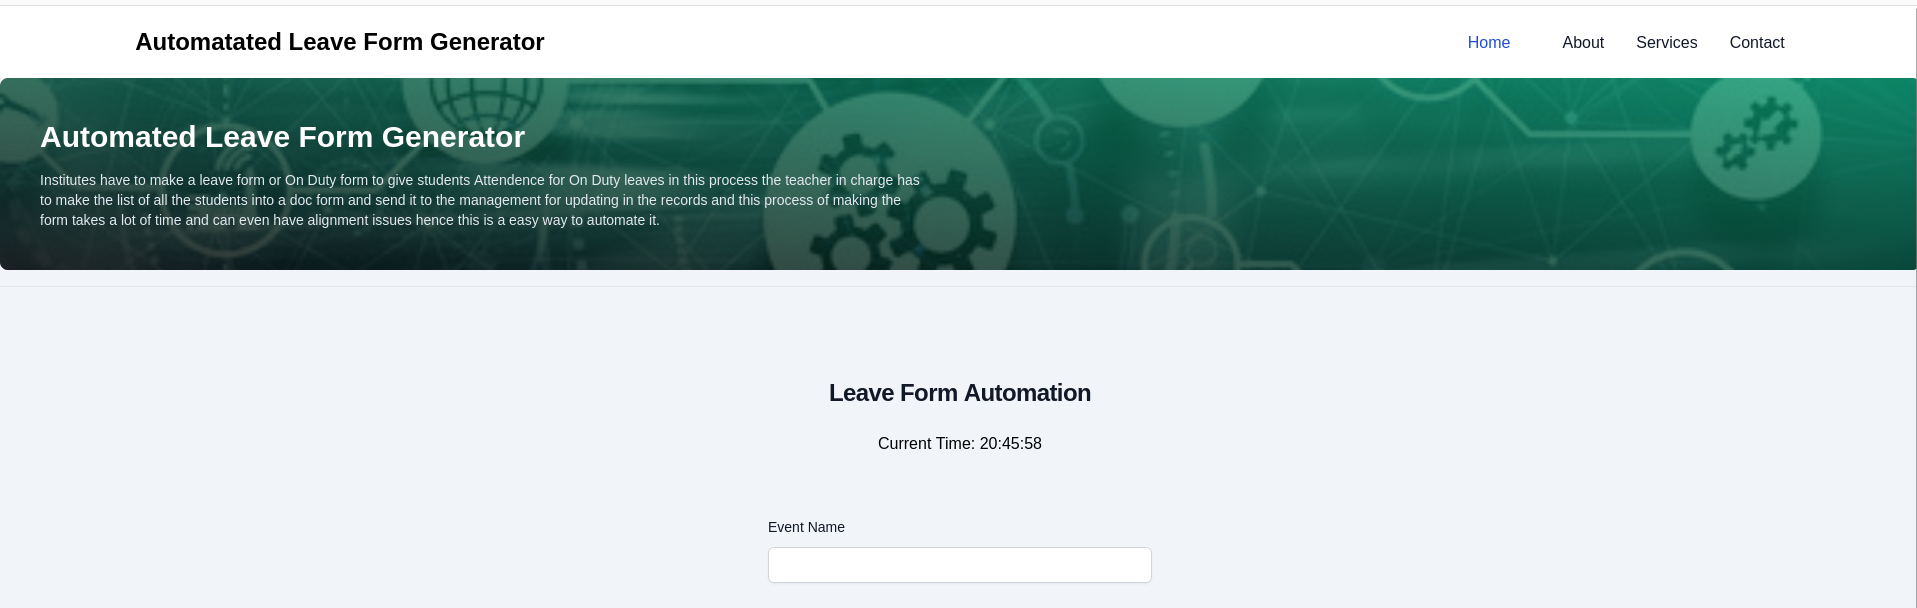 Automatated Leave Form Generator
Home About Services Contact
Automated Leave Form Generator
Institutes have to make a leave form or On Duty form to give students Attendence for On Duty leaves in this process the teacher in charge has
to make the list of all the students into a doc form and send it to the management for updating in the records and this process of making the
form takes a lot of time and can even have alignment issues hence this is a easy way to automate it.
Leave Form Automation
Current Time: 20:45:58
Event Name